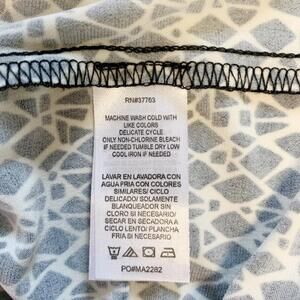 RN#37763
MACHINE WASH COLD WITH
LIKE COLORS
DELICATE CYCLE
ONLY NON-CHLORINE BLEACH
IF NEEDED TUMBLE DRY LOW
COOL IRON IF NEEDED
LAVAR EN LAVADORA CON
AGUA FRIA CON COLORES
SIMILARES/ CICLO
DELICADO/ SOLAMENTE
BLANQUEADOR SIN
CLORO SI NECESARIO/
SECAR EN SECADORA A
CICLO LENTO/ PLANCHA
FRIA SI NECESARIO
PO#MA2282